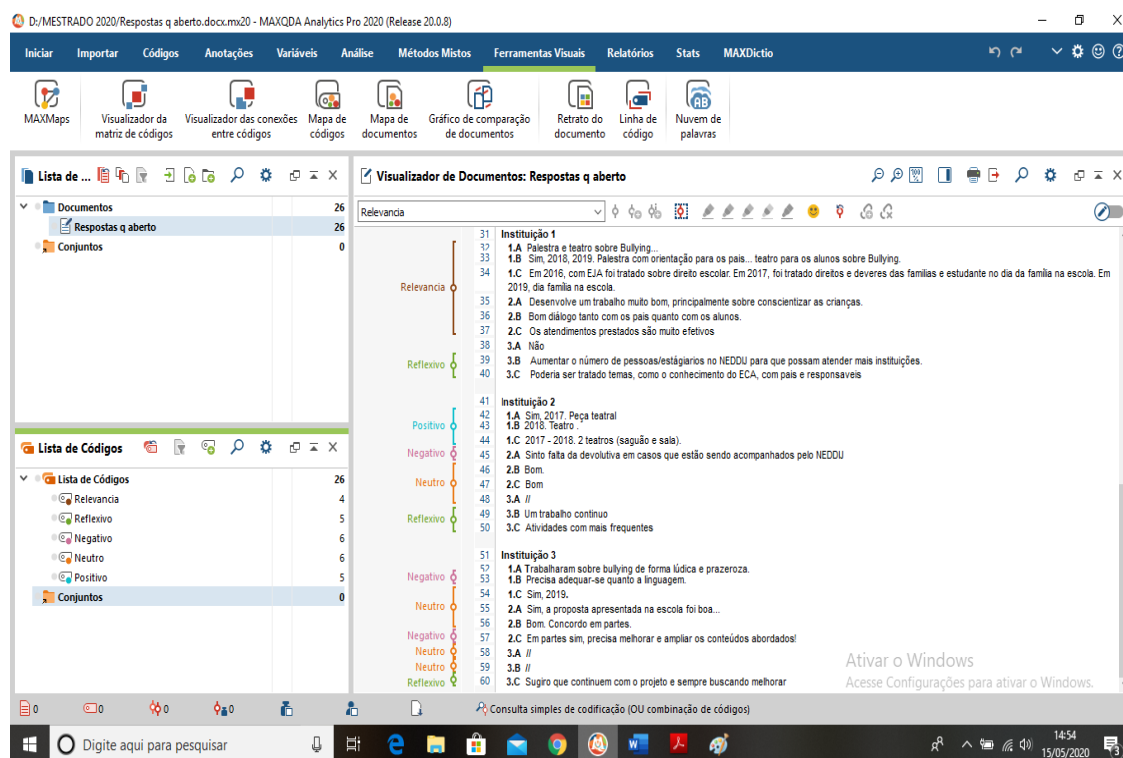 D:/MESTRADO 2020/Respostas q aberto.docx.mx20 - MAXQDA Analytics Pro 2020 (Release 20.0.8)
Iniciar Importar Códigos Anotações Variáveis Análise Métodos Mistos Ferramentas Visuais Relatórios Stats MAXDictio
MAXMaps
Visualizador da matriz de códigos
Visualizador das conexões entre códigos
Mapa de códigos
Mapa de documentos
Gráfico de comparação de documentos
Retrato do documento
Linha de código
Nuvem de palavras
Lista de ...
Documentos 26
Respostas q aberto 26
Conjuntos 0
Lista de Códigos
Lista de Códigos 26
Relevancia 4
Reflexivo 5
Negativo 6
Neutro 6
Positivo 5
Conjuntos 0
Visualizador de Documentos: Respostas q aberto
Relevancia
31 Instituição 1
32 1.A Palestra e teatro sobre Bullying...
33 1.B Sim, 2018, 2019. Palestra com orientação para os pais... teatro para os alunos sobre Bullying.
Relevancia
34 1.C Em 2016, com EJA foi tratado sobre direito escolar. Em 2017, foi tratado direitos e deveres das familias e estudante no dia da família na escola. Em
2019, dia família na escola.
35 2.A Desenvolve um trabalho muito bom, principalmente sobre conscientizar as crianças.
36 2.B Bom diálogo tanto com os pais quanto com os alunos.
37 2.C Os atendimentos prestados são muito efetivos
38 3.A Não
Reflexivo
39 3.B Aumentar o número de pessoas/estágiarios no NEDDU para que possam atender mais instituições.
40 3.C Poderia ser tratado temas, como o conhecimento do ECA, com pais e responsaveis
41 Instituição 2
42 1.A Sim, 2017. Peça teatral
Positivo
43 1.B 2018. Teatro .
44 1.C 2017 - 2018. 2 teatros (saguão e sala).
Negativo
45 2.A Sinto falta da devolutiva em casos que estão sendo acompanhados pelo NEDDU
46 2.B Bom.
Neutro
47 2.C Bom
48 3.A //
Reflexivo
49 3.B Um trabalho continuo
50 3.C Atividades com mais frequentes
51 Instituição 3
52 1.A Trabalharam sobre bullying de forma lúdica e prazeroza.
Negativo
53 1.B Precisa adequar-se quanto a linguagem.
54 1.C Sim, 2019.
Neutro
55 2.A Sim, a proposta apresentada na escola foi boa...
56 2.B Bom. Concordo em partes.
Negativo
57 2.C Em partes sim, precisa melhorar e ampliar os conteúdos abordados!
Neutro
58 3.A //
Neutro
59 3.B //
Reflexivo
60 3.C Sugiro que continuem com o projeto e sempre buscando melhorar
Ativar o Windows
Acesse Configurações para ativar o Windows.
0 0 0 0
Consulta simples de codificação (OU combinação de códigos)
Digite aqui para pesquisar
14:54
15/05/2020